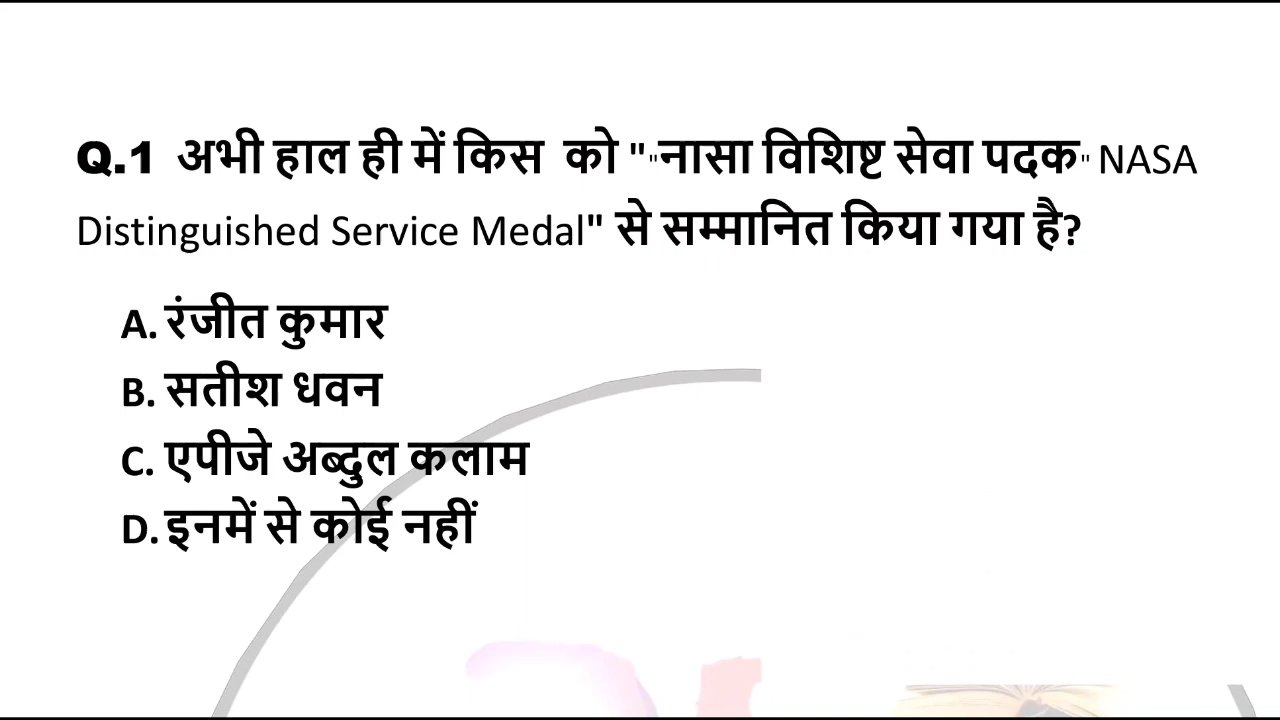 Q.1 अभी हाल ही में किस को ""नासा विशिष्ट सेवा पदक" NASA
Distinguished Service Medal" से सम्मानित किया गया है?
A. रंजीत कुमार
B. सतीश धवन
C. एपीजे अब्दुल कलाम
D. इनमें से कोई नहीं